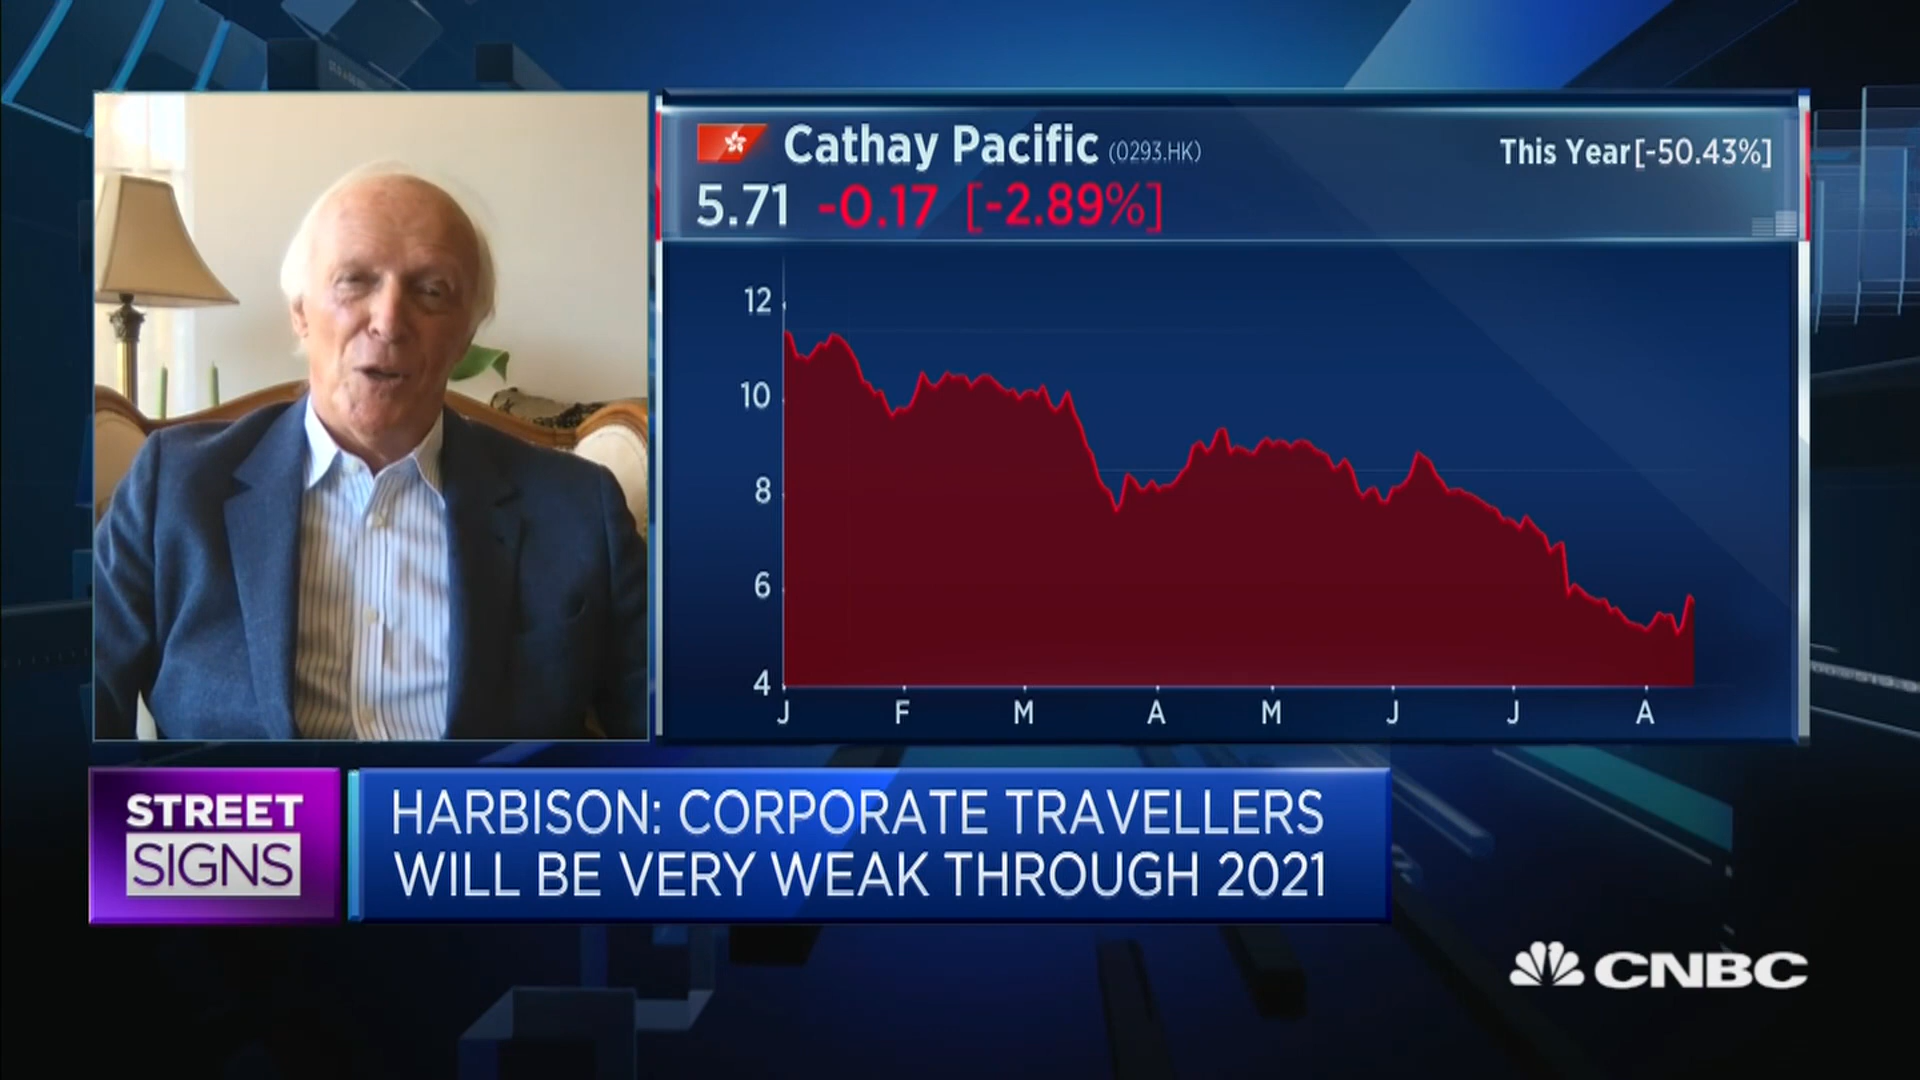 Cathay Pacific (0293.HK)
This Year[-50.43%]
5.71 -0.17 [-2.89%]
12
10
8
6
4
J F M A M J J A
STREET
SIGNS
HARBISON: CORPORATE TRAVELLERS
WILL BE VERY WEAK THROUGH 2021
CNBC